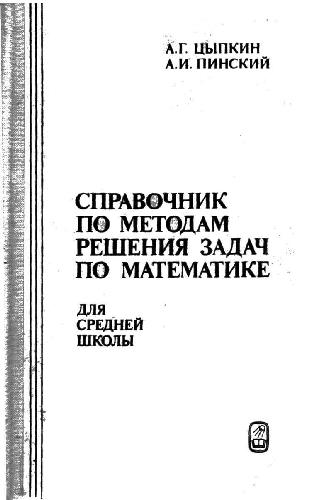 А.Г. ЦЫПКИН
А.И. ПИНСКИЙ
СПРАВОЧНИК
ПО МЕТОДАМ
РЕШЕНИЯ ЗАДАЧ
ПО МАТЕМАТИКЕ
ДЛЯ
СРЕДНЕЙ
ШКОЛЫ